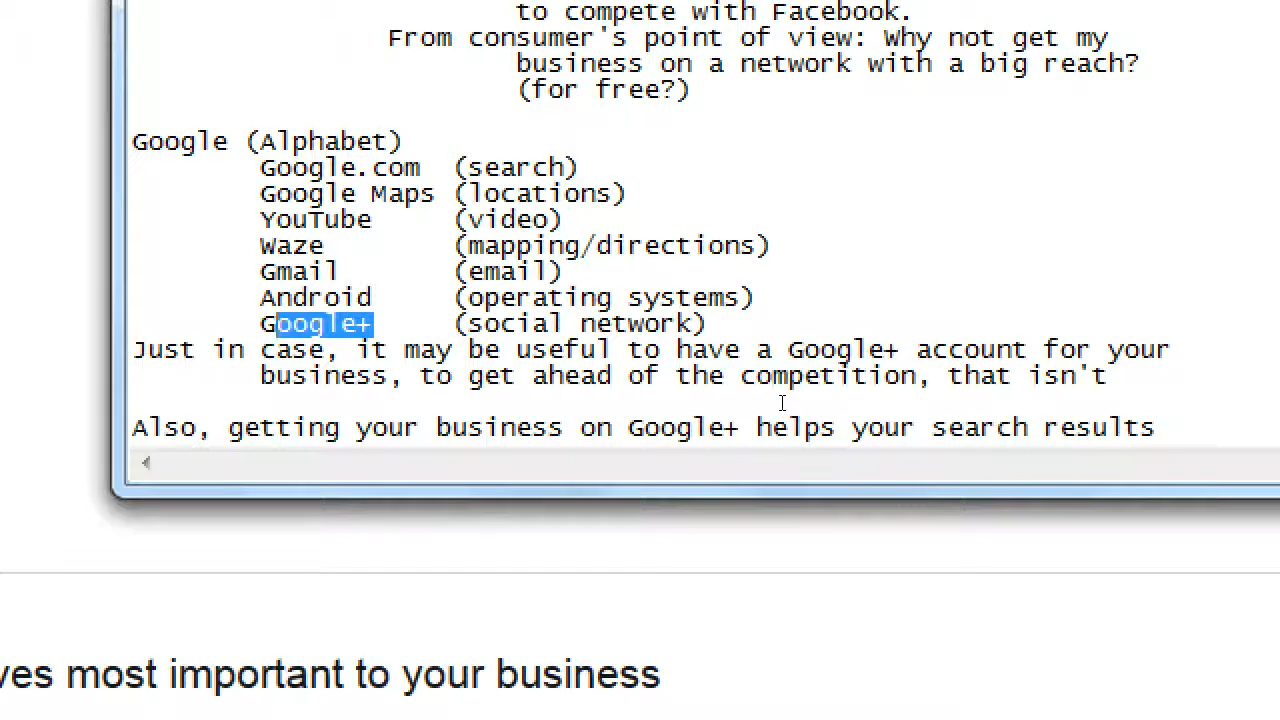 to compete with Facebook.
From consumer's point of view: Why not get my
business on a network with a big reach?
(for free?)
Google (Alphabet)
Google.com (search)
Google Maps (locations)
YouTube (video)
Waze (mapping/directions)
Gmail (email)
Android (operating systems)
Google+ (social network)
Just in case, it may be useful to have a Google+ account for your
business, to get ahead of the competition, that isn't
Also, getting your business on Google+ helps your search results
most important to your business